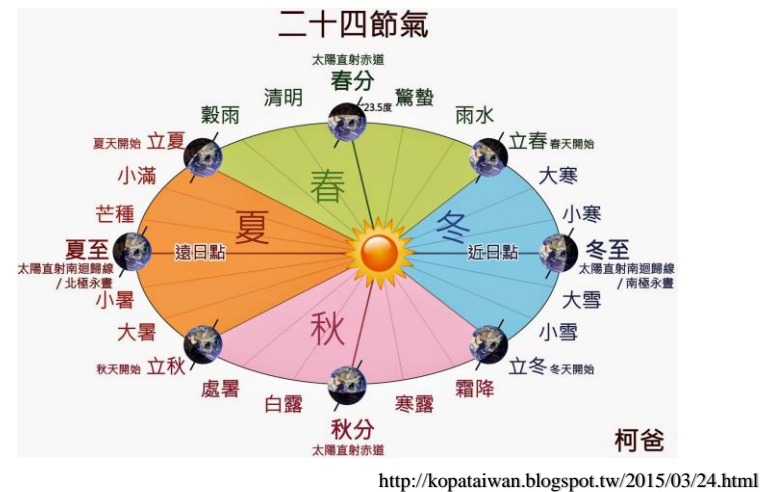 二十四節氣
太陽直射赤道
春分
23.5度
清明
驚蟄
穀雨
雨水
夏天開始 立夏
立春 春天開始
小滿
大寒
春
芒種
小寒
夏
冬
夏至
遠日點
近日點
冬至
太陽直射南迴歸線
/ 北極永晝
太陽直射南迴歸線
/ 南極永晝
小暑
大雪
大暑
小雪
秋
秋天開始 立秋
立冬 冬天開始
處暑
霜降
白露
寒露
秋分
太陽直射赤道
柯爸
http://kopataiwan.blogspot.tw/2015/03/24.html